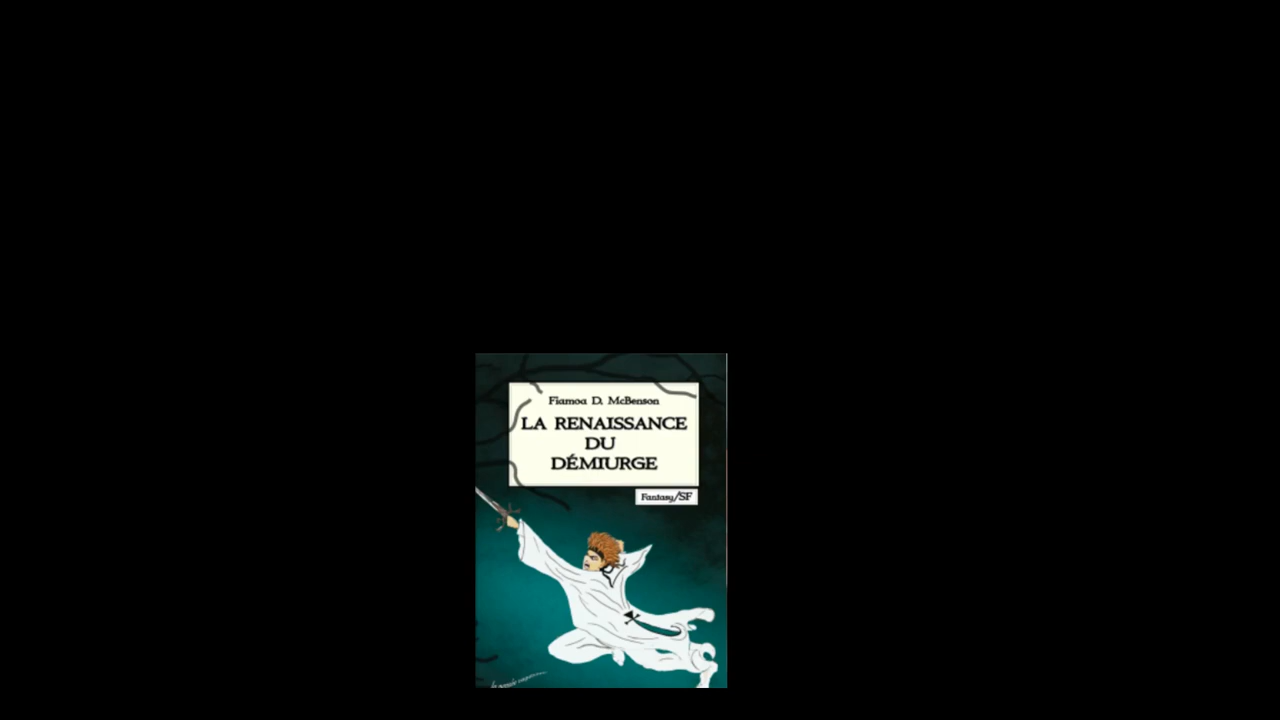 Fiamoa D. McBenson
LA RENAISSANCE
DU
DÉMIURGE
Fantasy/SF